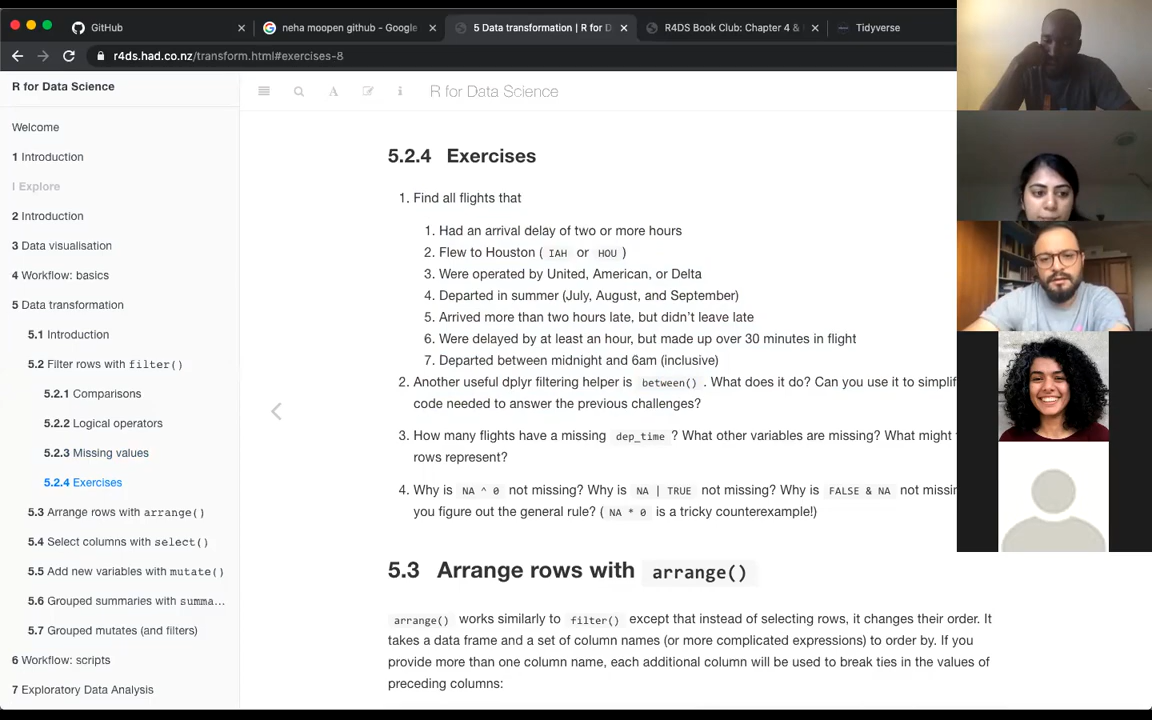 GitHub
neha moopen github - Google
5 Data transformation | R for D
R4DS Book Club: Chapter 4 &
Tidyverse
r4ds.had.co.nz/transform.html#exercises-8
R for Data Science
Welcome
1 Introduction
I Explore
2 Introduction
3 Data visualisation
4 Workflow: basics
5 Data transformation
5.1 Introduction
5.2 Filter rows with filter()
5.2.1 Comparisons
5.2.2 Logical operators
5.2.3 Missing values
5.2.4 Exercises
5.3 Arrange rows with arrange()
5.4 Select columns with select()
5.5 Add new variables with mutate()
5.6 Grouped summaries with summa...
5.7 Grouped mutates (and filters)
6 Workflow: scripts
7 Exploratory Data Analysis
A
i
R for Data Science
5.2.4 Exercises
1. Find all flights that
1. Had an arrival delay of two or more hours
2. Flew to Houston ( IAH or HOU )
3. Were operated by United, American, or Delta
4. Departed in summer (July, August, and September)
5. Arrived more than two hours late, but didn't leave late
6. Were delayed by at least an hour, but made up over 30 minutes in flight
7. Departed between midnight and 6am (inclusive)
2. Another useful dplyr filtering helper is between() . What does it do? Can you use it to simplif
code needed to answer the previous challenges?
3. How many flights have a missing dep_time ? What other variables are missing? What might
rows represent?
4. Why is NA ^ 0 not missing? Why is NA | TRUE not missing? Why is FALSE & NA not missin
you figure out the general rule? ( NA * 0 is a tricky counterexample!)
5.3 Arrange rows with arrange()
arrange() works similarly to filter() except that instead of selecting rows, it changes their order. It
takes a data frame and a set of column names (or more complicated expressions) to order by. If you
provide more than one column name, each additional column will be used to break ties in the values of
preceding columns: